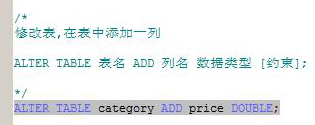 /*
修改表,在表中添加一列
ALTER TABLE 表名 ADD 列名 数据类型 [约束];
*/
ALTER TABLE category ADD price DOUBLE;